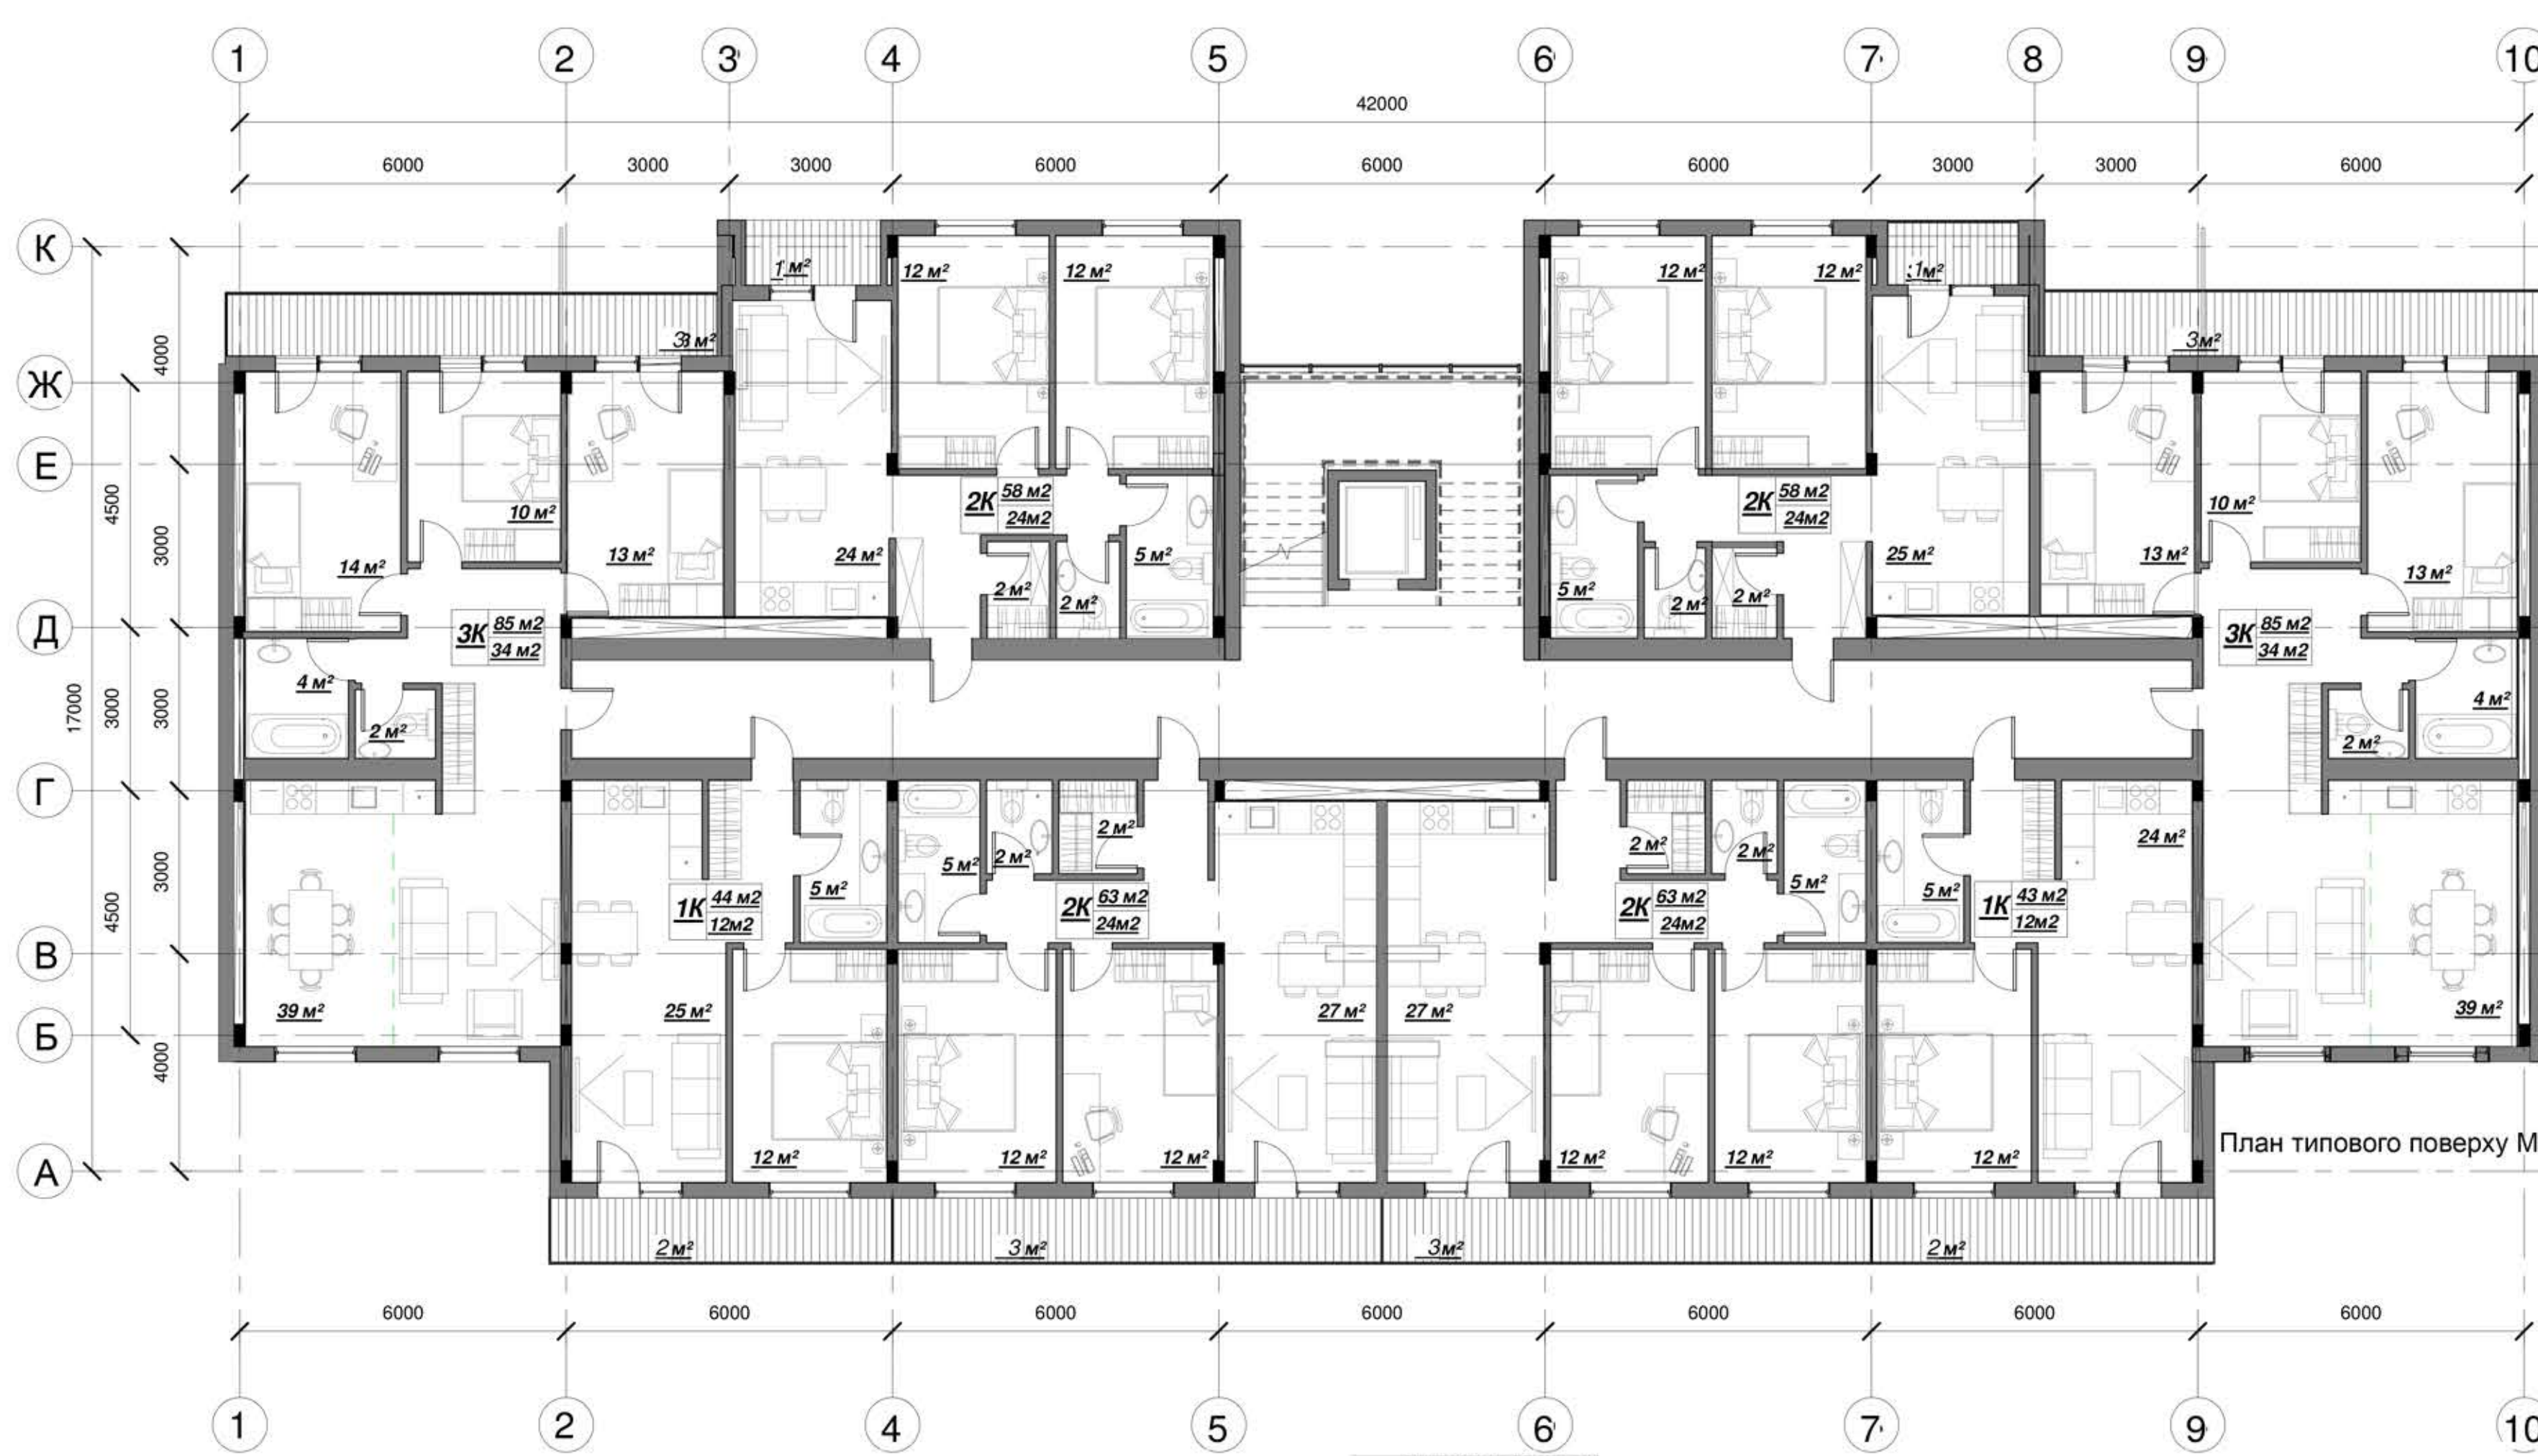 1 2 3 4 5 6 7 8 9 10
42000
6000 3000 3000 6000 6000 6000 3000 3000 6000
К
Ж
Е
Д
Г
В
Б
А
17000
4500 3000 4500
4000 3000 3000 3000 4000
1 м²
12 м²
12 м²
12 м²
12 м²
1м²
3 м²
3м²
10 м²
14 м²
13 м²
24 м²
2К 58 м2
24м2
2 м²
2 м²
5 м²
5 м²
2 м²
2 м²
2К 58 м2
24м2
25 м²
13 м²
10 м²
13 м²
3К 85 м2
34 м2
4 м²
2 м²
3К 85 м2
34 м2
4 м²
2 м²
39 м²
1К 44 м2
12м2
5 м²
25 м²
12 м²
5 м²
2 м²
2 м²
2К 63 м2
24м2
12 м²
12 м²
27 м²
27 м²
2 м²
2 м²
5 м²
2К 63 м2
24м2
12 м²
12 м²
5 м²
1К 43 м2
12м2
24 м²
12 м²
39 м²
План типового поверху М
2 м²
3 м²
3м²
2 м²
6000 6000 6000 6000 6000 6000 6000
1 2 4 5 6 7 9 10